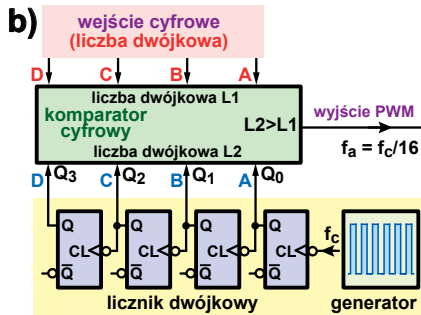 b)
wejście cyfrowe
(liczba dwójkowa)
D C B A
liczba dwójkowa L1
komparator
cyfrowy
L2>L1
liczba dwójkowa L2
wyjście PWM
fa = fc/16
D Q3 C Q2 B Q1 A Q0
Q Q Q Q
CL CL CL CL
fc
Q̅ Q̅ Q̅ Q̅
licznik dwójkowy
generator